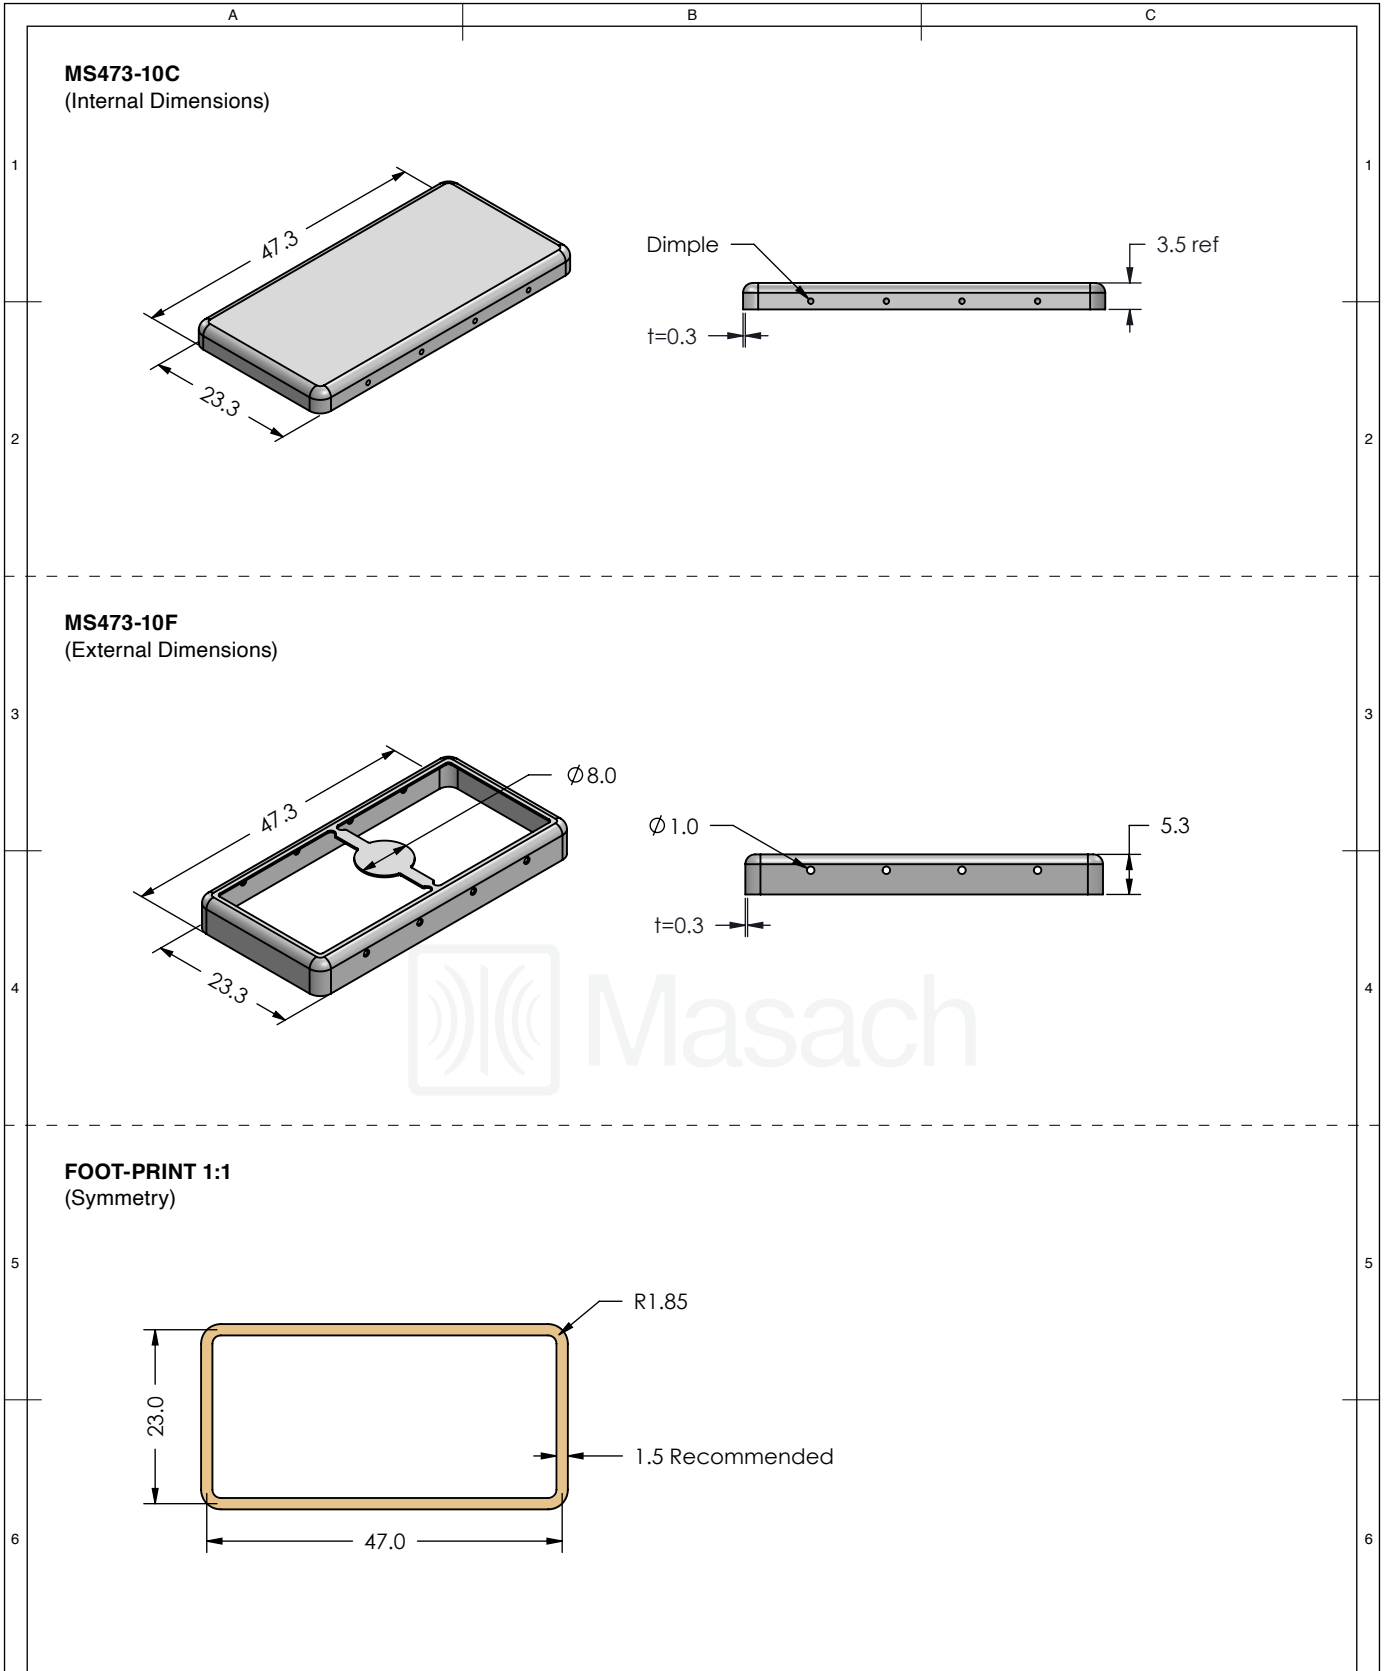 A B C
MS473-10C
(Internal Dimensions)
1 1
47.3
23.3
Dimple
3.5 ref
t=0.3
2 2
MS473-10F
(External Dimensions)
3 3
47.3
23.3
Ø8.0
Ø1.0
5.3
t=0.3
4 4
Masach
FOOT-PRINT 1:1
(Symmetry)
5 5
R1.85
23.0
1.5 Recommended
47.0
6 6